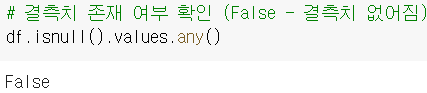 # 결측치 존재 여부 확인 (False - 결측치 없어짐)
df.isnull().values.any()
False